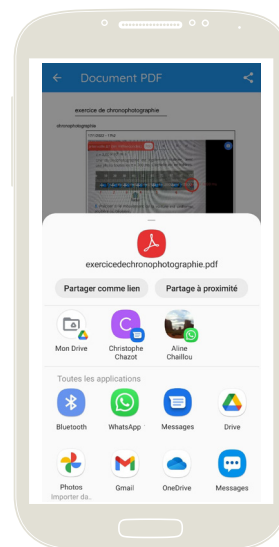 Document PDF
exercice de chronophotographie
chronophotographie
exercicedechronophotographie.pdf
Partager comme lien
Partage à proximité
Mon Drive
Christophe Chazot
Aline Chaillou
Toutes les applications
Bluetooth
WhatsApp
Messages
Drive
Photos
Importer da..
Gmail
OneDrive
Messages